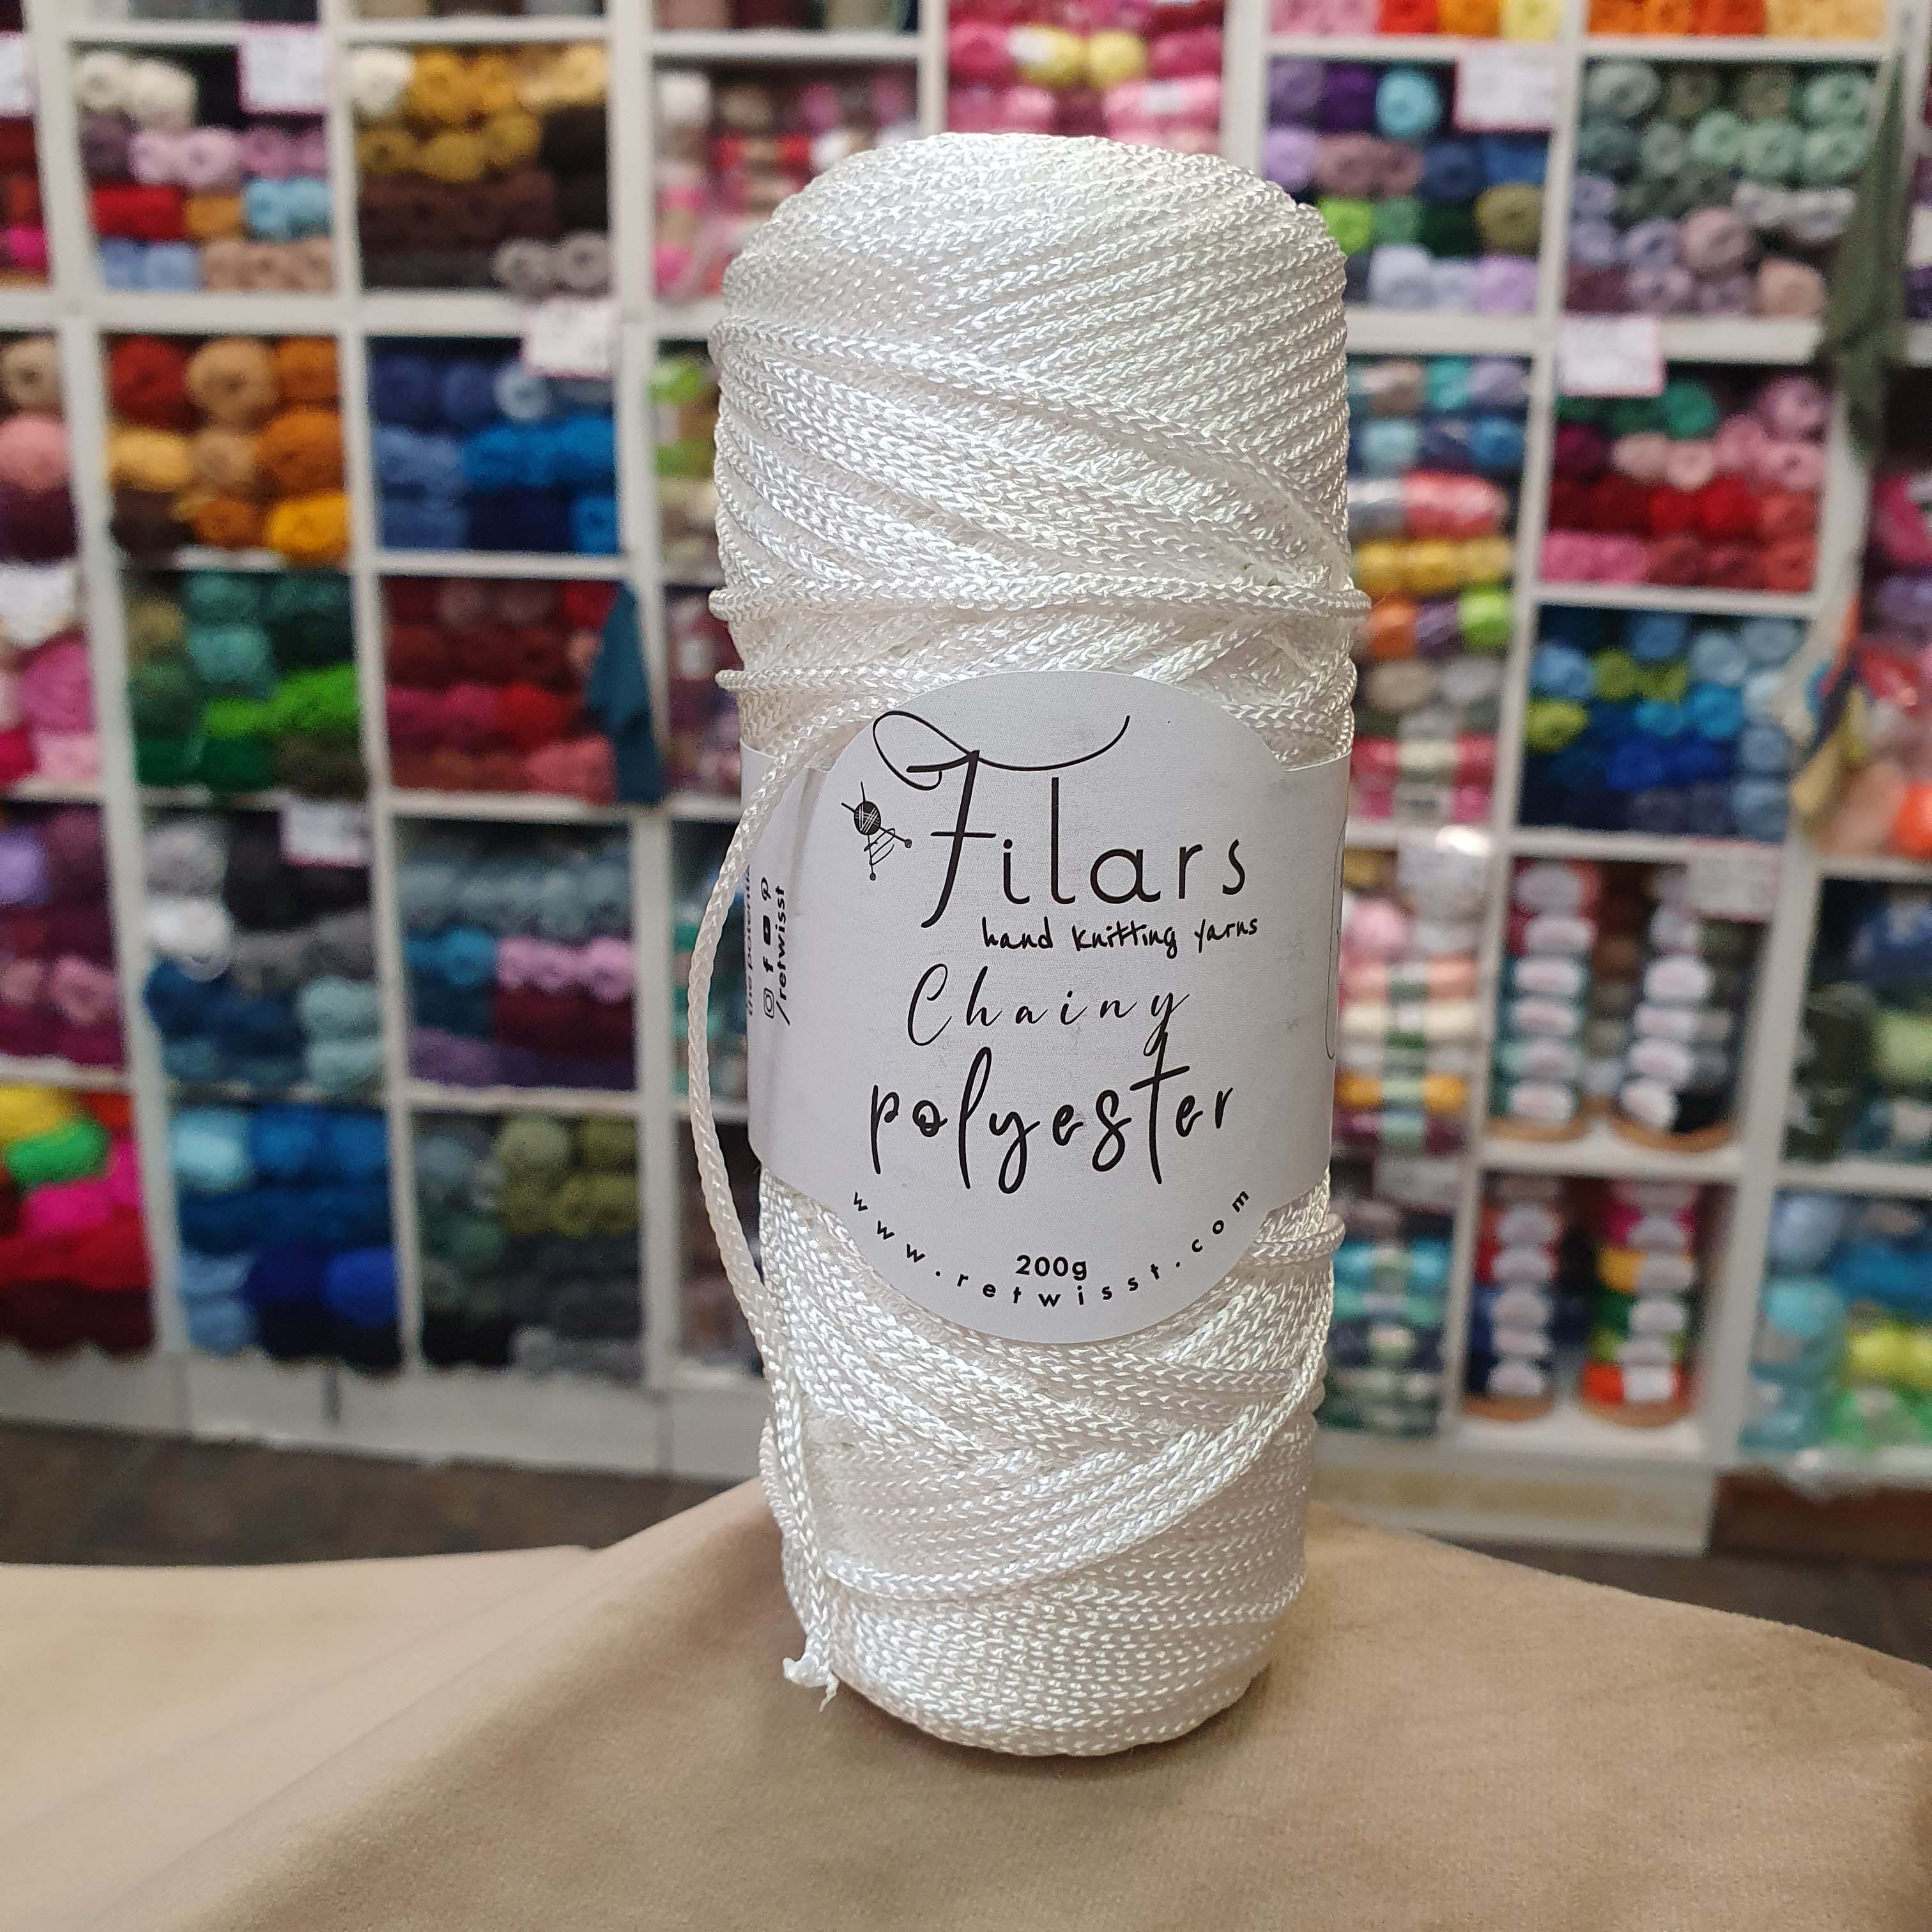 Filars
hand knitting yarns
Chainy
polyester
200g
www.retwisst.com
/retwisst